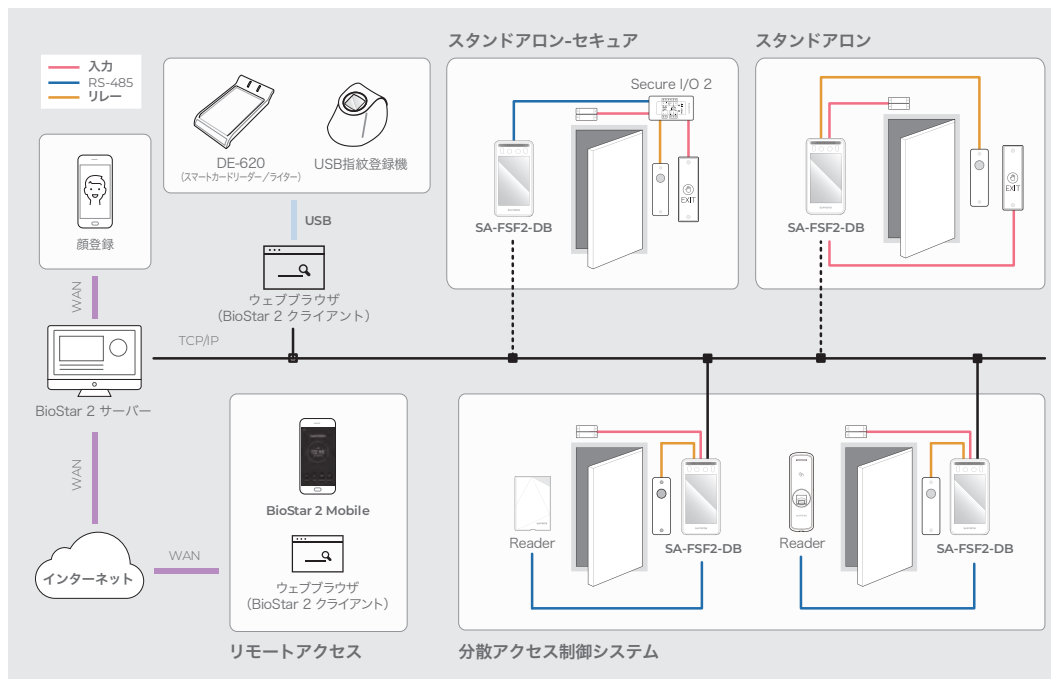 スタンドアロン-セキュア
スタンドアロン
入力
RS-485
リレー
DE-620
(スマートカードリーダー／ライター)
USB指紋登録機
Secure I/O 2
EXIT
SA-FSF2-DB
EXIT
SA-FSF2-DB
顔登録
USB
WAN
ウェブブラウザ
(BioStar 2 クライアント)
TCP/IP
BioStar 2 サーバー
WAN
インターネット
WAN
BioStar 2 Mobile
ウェブブラウザ
(BioStar 2 クライアント)
リモートアクセス
Reader
SA-FSF2-DB
Reader
SA-FSF2-DB
分散アクセス制御システム